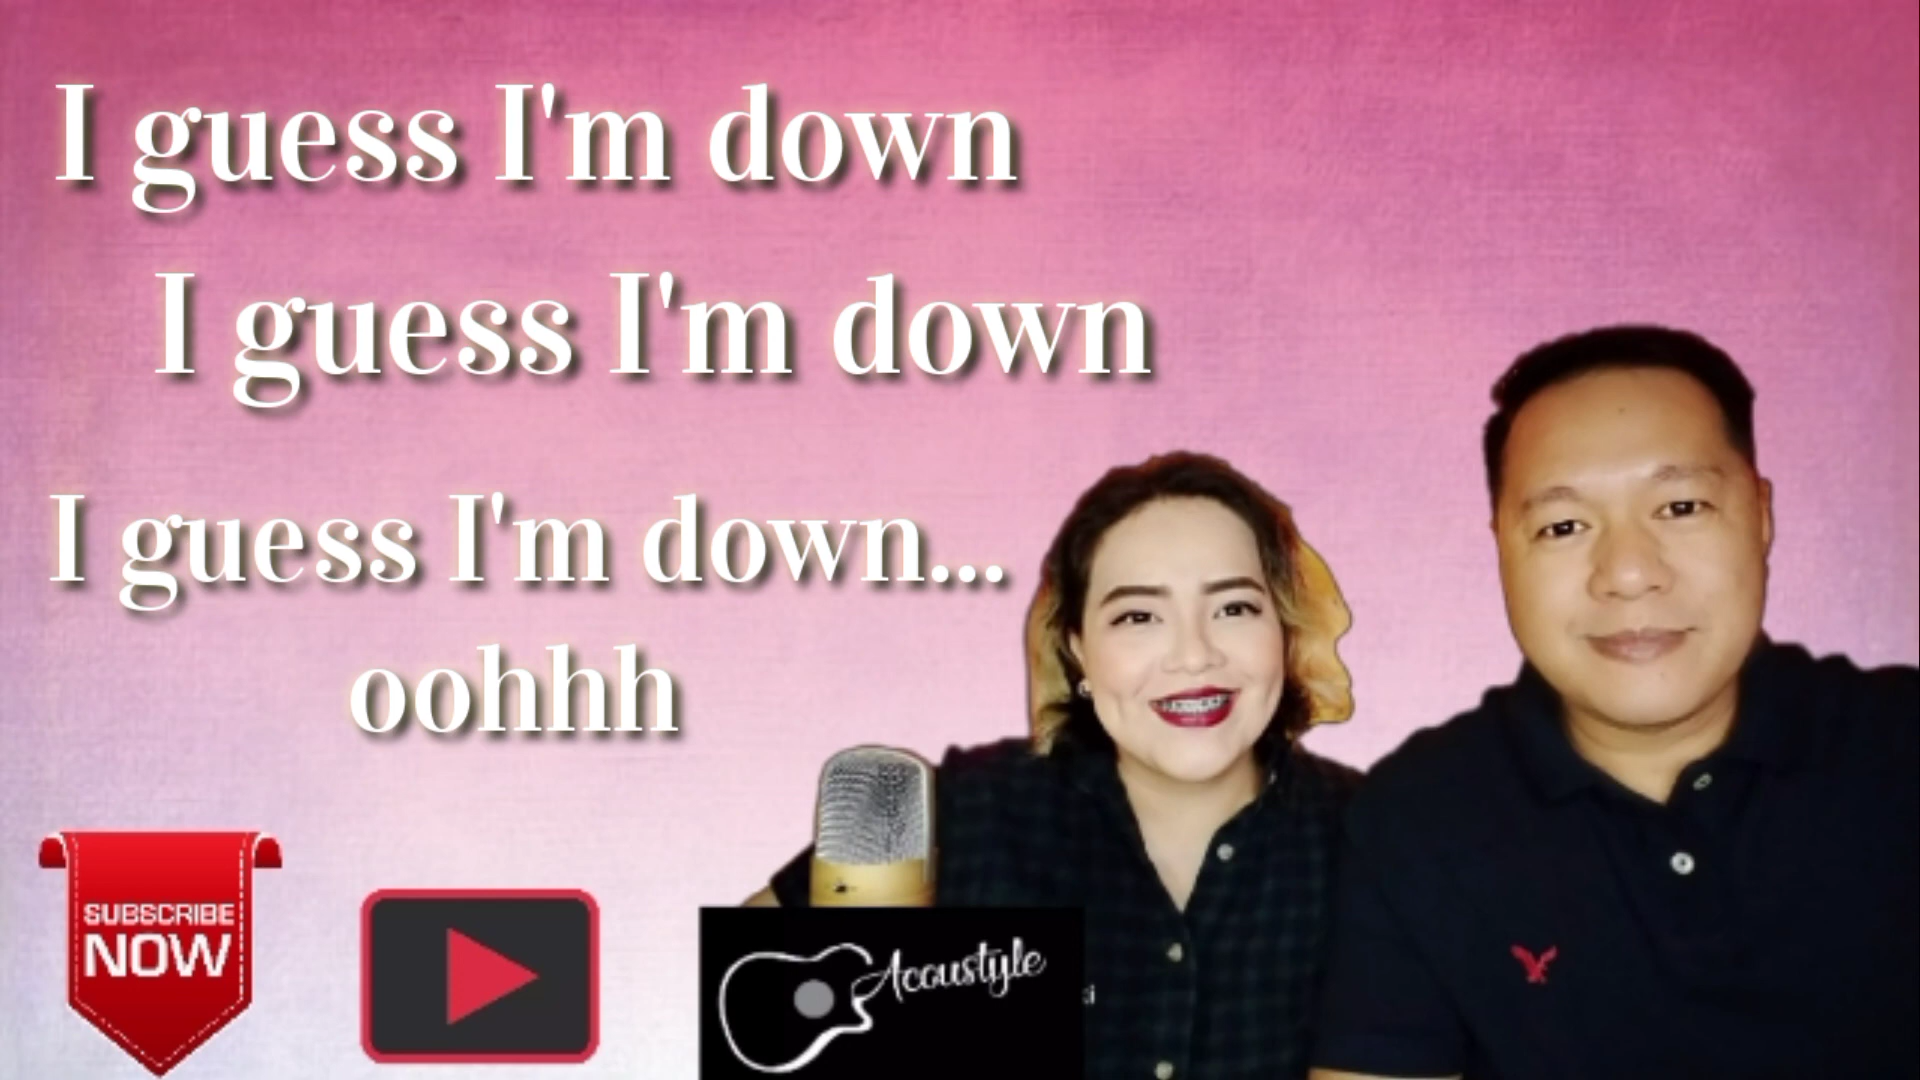 I guess I'm down
I guess I'm down
I guess I'm down...
oohhh
SUBSCRIBE
NOW
Acoustyle